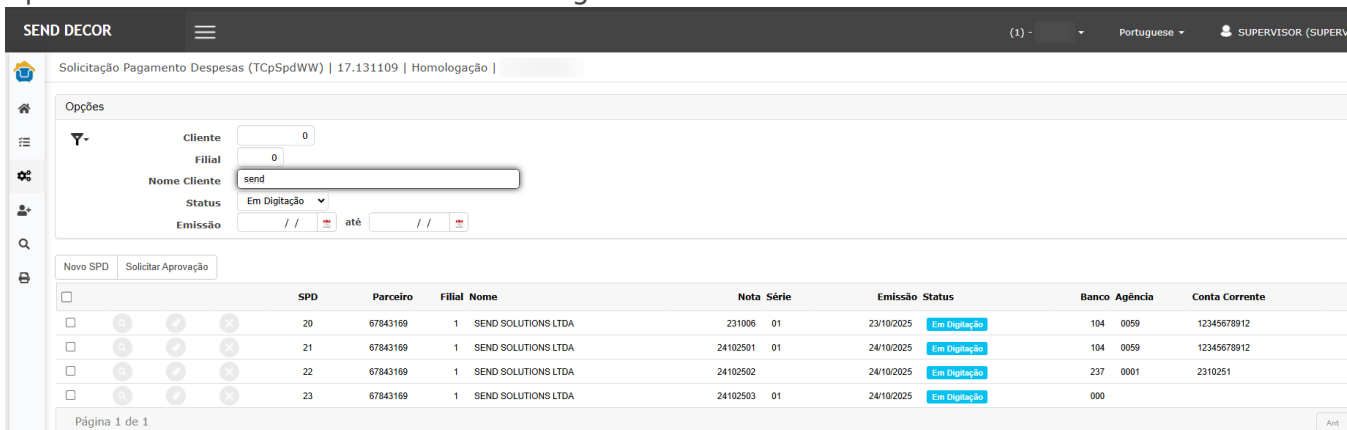 SEND DECOR (1) - Portuguese SUPERVISOR (SUPERV
Solicitação Pagamento Despesas (TCpSpdWW) | 17.131109 | Homologação |
Opções
Cliente 0
Filial 0
Nome Cliente send
Status Em Digitação
Emissão / / até / /
Novo SPD Solicitar Aprovação
SPD Parceiro Filial Nome Nota Série Emissão Status Banco Agência Conta Corrente
20 67843169 1 SEND SOLUTIONS LTDA 231006 01 23/10/2025 Em Digitação 104 0059 12345678912
21 67843169 1 SEND SOLUTIONS LTDA 24102501 01 24/10/2025 Em Digitação 104 0059 12345678912
22 67843169 1 SEND SOLUTIONS LTDA 24102502 24/10/2025 Em Digitação 237 0001 2310251
23 67843169 1 SEND SOLUTIONS LTDA 24102503 01 24/10/2025 Em Digitação 000
Página 1 de 1 Ant